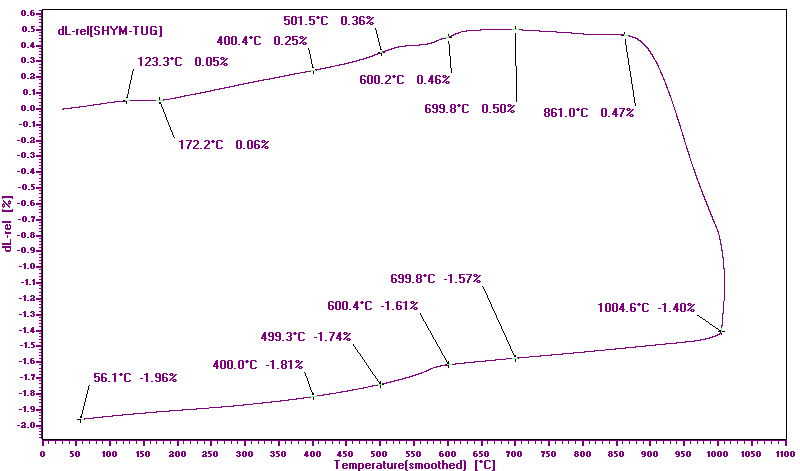 dL-rel[SHYM-TUG]
501.5°C 0.36%
400.4°C 0.25%
123.3°C 0.05%
600.2°C 0.46%
699.8°C 0.50%
861.0°C 0.47%
172.2°C 0.06%
699.8°C -1.57%
600.4°C -1.61%
1004.6°C -1.40%
499.3°C -1.74%
400.0°C -1.81%
56.1°C -1.96%
dL-rel [%]
0.6
0.5
0.4
0.3
0.2
0.1
0.0
-0.1
-0.2
-0.3
-0.4
-0.5
-0.6
-0.7
-0.8
-0.9
-1.0
-1.1
-1.2
-1.3
-1.4
-1.5
-1.6
-1.7
-1.8
-1.9
-2.0
0 50 100 150 200 250 300 350 400 450 500 550 600 650 700 750 800 850 900 950 1000 1050 1100
Temperature(smoothed) [°C]